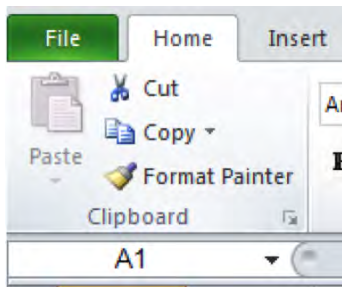 File Home Insert
Cut
Copy
Paste
Format Painter
Clipboard
A1